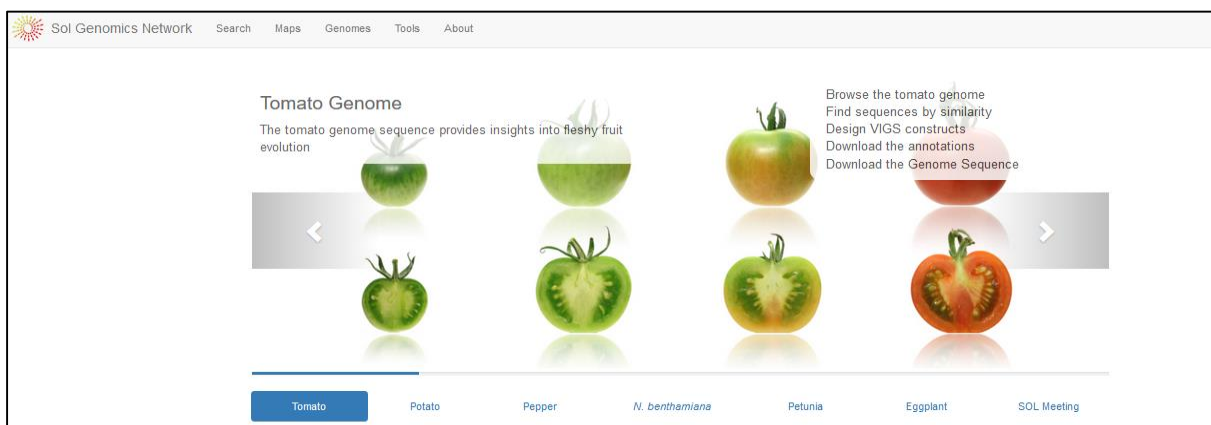 Sol Genomics Network Search Maps Genomes Tools About
Tomato Genome
The tomato genome sequence provides insights into fleshy fruit
evolution
Browse the tomato genome
Find sequences by similarity
Design VIGS constructs
Download the annotations
Download the Genome Sequence
Tomato Potato Pepper N. benthamiana Petunia Eggplant SOL Meeting